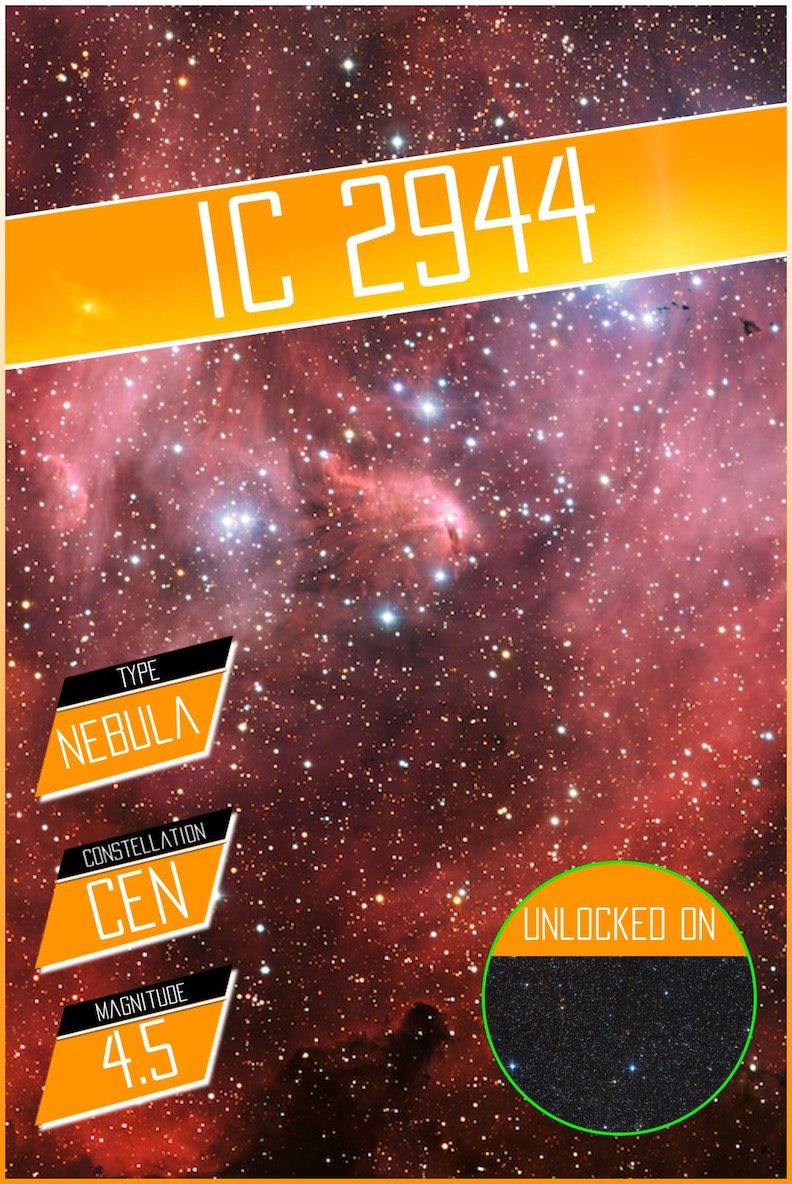 IC 2944
TYPE
NEBULA
CONSTELLATION
CEN
MAGNITUDE
4.5
UNLOCKED ON